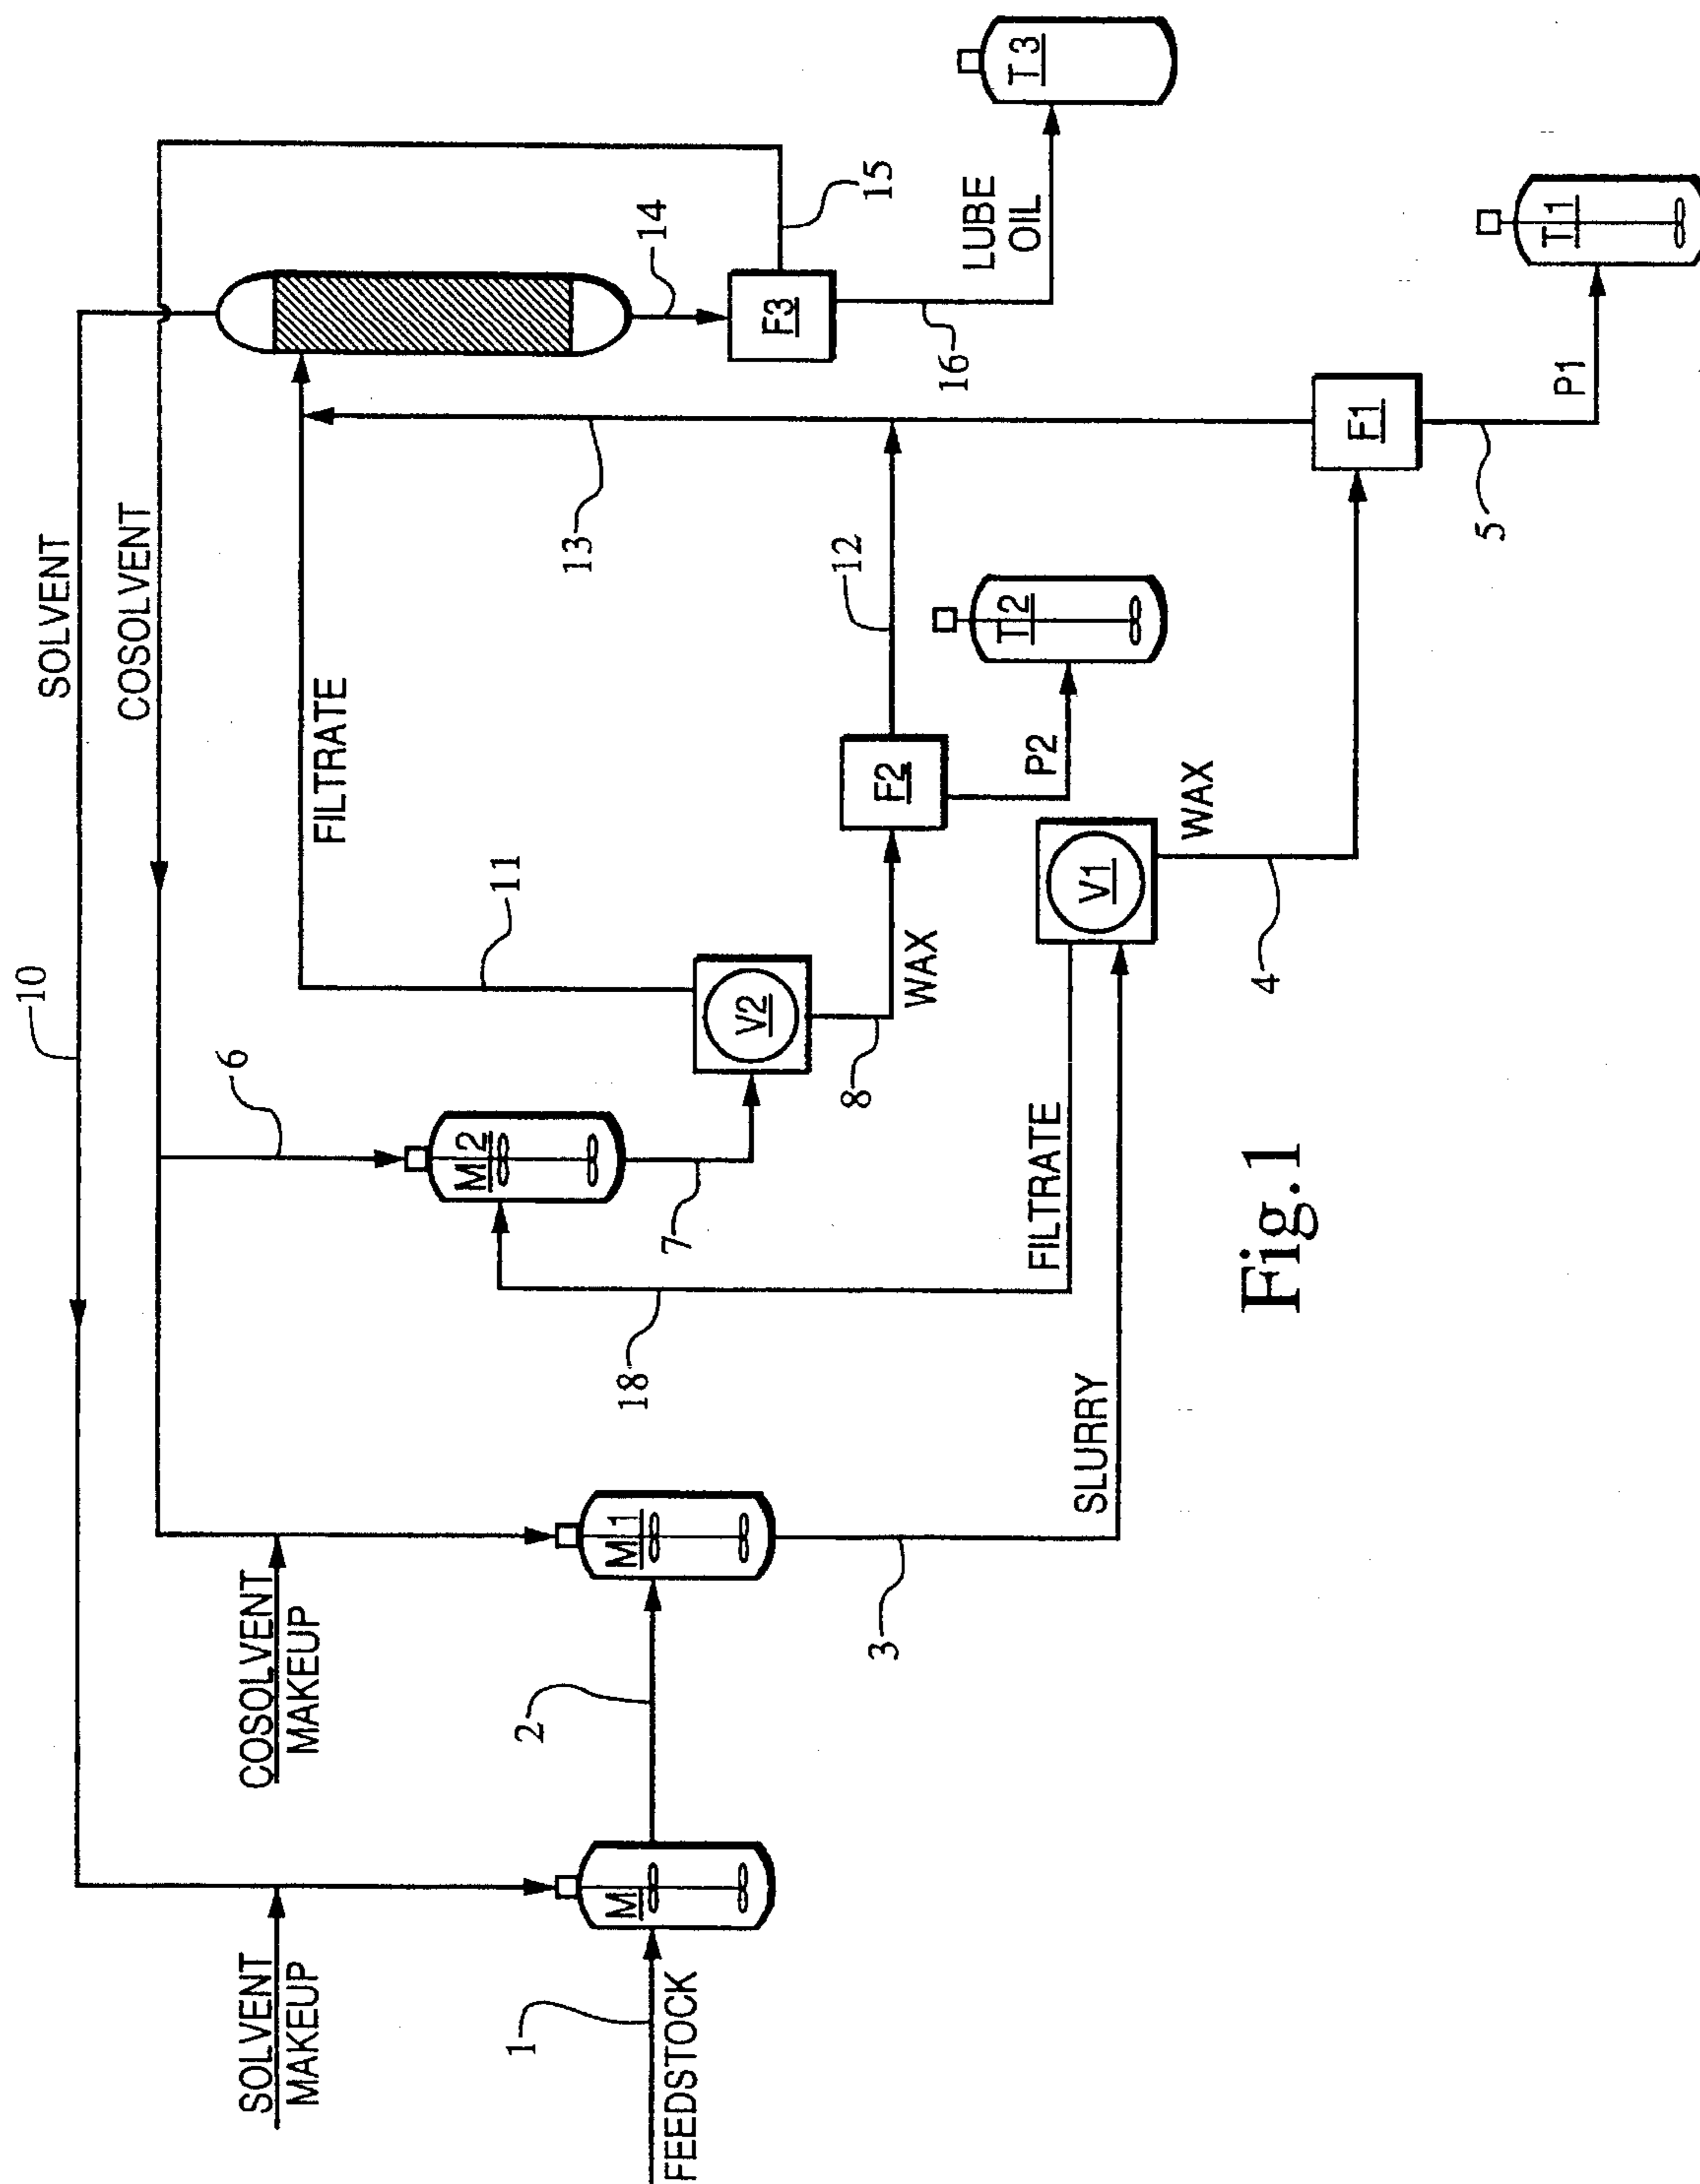 10
SOLVENT
COSOLVENT
SOLVENT
MAKEUP
COSOLVENT
MAKEUP
6
11
FILTRATE
FEEDSTOCK
1
M
2
M1
3
SLURRY
18
FILTRATE
M2
7
V2
8
WAX
F2
P2
T2
12
13
14
15
F3
16
LUBE
OIL
T3
V1
4
WAX
F1
5
P1
T1
Fig.1